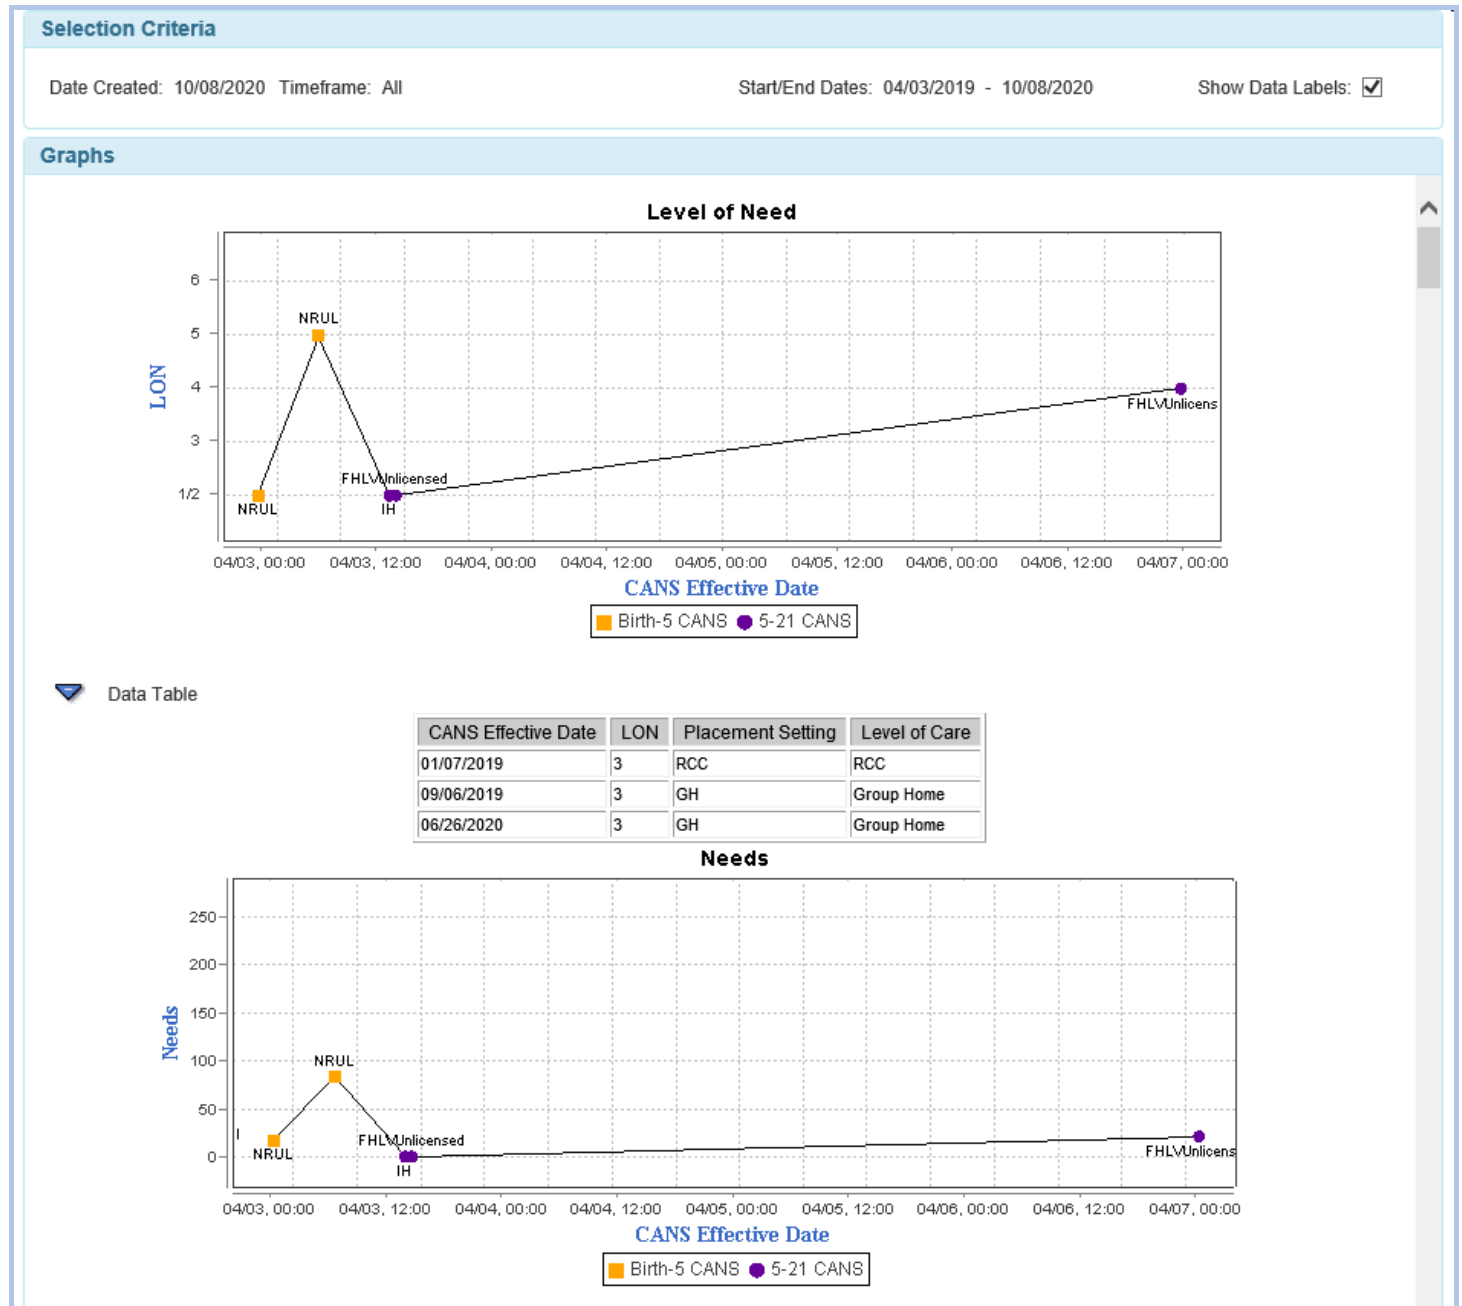 Selection Criteria
Date Created: 10/08/2020 Timeframe: All Start/End Dates: 04/03/2019 - 10/08/2020 Show Data Labels:
Graphs
Level of Need
6
5
4
3
1/2
LON
NRUL
NRUL
FHLV/Unlicensed
IH
FHLV/Unlicens
04/03, 00:00 04/03, 12:00 04/04, 00:00 04/04, 12:00 04/05, 00:00 04/05, 12:00 04/06, 00:00 04/06, 12:00 04/07, 00:00
CANS Effective Date
Birth-5 CANS 5-21 CANS
Data Table
CANS Effective Date LON Placement Setting Level of Care
01/07/2019 3 RCC RCC
09/06/2019 3 GH Group Home
06/26/2020 3 GH Group Home
Needs
250
200
150
100
50
0
Needs
NRUL
NRUL
FHLV/Unlicensed
IH
FHLV/Unlicens
04/03, 00:00 04/03, 12:00 04/04, 00:00 04/04, 12:00 04/05, 00:00 04/05, 12:00 04/06, 00:00 04/06, 12:00 04/07, 00:00
CANS Effective Date
Birth-5 CANS 5-21 CANS